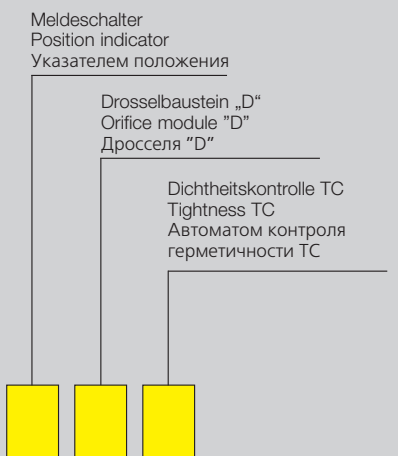 Meldeschalter
Position indicator
Указателем положения
Drosselbaustein „D“
Orifice module ”D”
Дросселя ”D”
Dichtheitskontrolle TC
Tightness TC
Автоматом контроля
герметичности TC